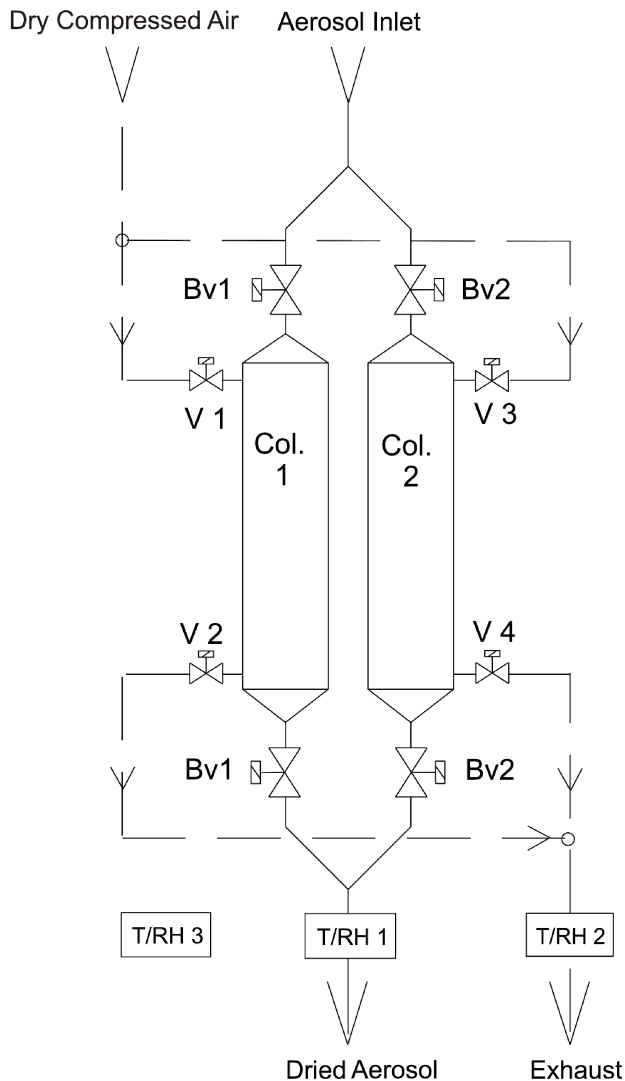 Dry Compressed Air
Aerosol Inlet
Bv1
Bv2
V 1
V 3
Col.
1
Col.
2
V 2
V 4
Bv1
Bv2
T/RH 3
T/RH 1
T/RH 2
Dried Aerosol
Exhaust